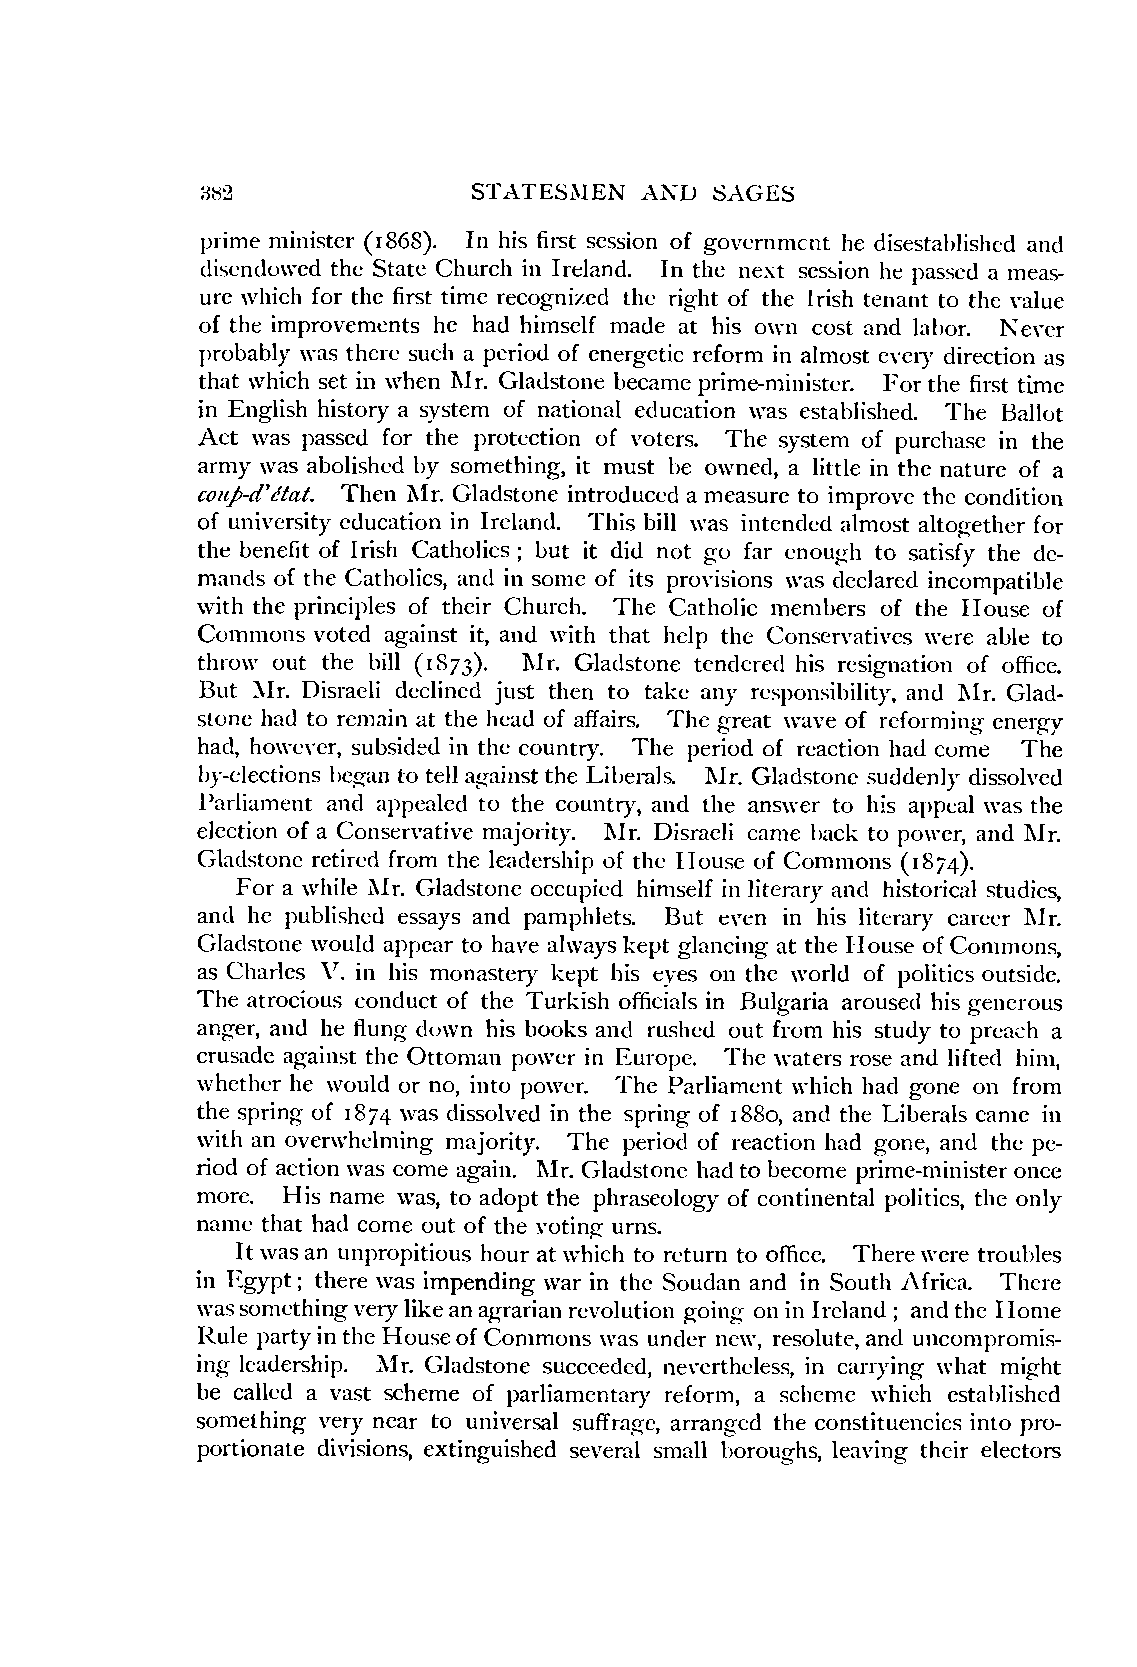 382 STATESMEN AND SAGES
prime minister (1868). In his first session of government he disestablished and
disendowed the State Church in Ireland. In the next session he passed a meas-
ure which for the first time recognized the right of the Irish tenant to the value
of the improvements he had himself made at his own cost and labor. Never
probably was there such a period of energetic reform in almost every direction as
that which set in when Mr. Gladstone became prime-minister. For the first time
in English history a system of national education was established. The Ballot
Act was passed for the protection of voters. The system of purchase in the
army was abolished by something, it must be owned, a little in the nature of a
coup-d'état. Then Mr. Gladstone introduced a measure to improve the condition
of university education in Ireland. This bill was intended almost altogether for
the benefit of Irish Catholics; but it did not go far enough to satisfy the de-
mands of the Catholics, and in some of its provisions was declared incompatible
with the principles of their Church. The Catholic members of the House of
Commons voted against it, and with that help the Conservatives were able to
throw out the bill (1873). Mr. Gladstone tendered his resignation of office.
But Mr. Disraeli declined just then to take any responsibility, and Mr. Glad-
stone had to remain at the head of affairs. The great wave of reforming energy
had, however, subsided in the country. The period of reaction had come The
by-elections began to tell against the Liberals. Mr. Gladstone suddenly dissolved
Parliament and appealed to the country, and the answer to his appeal was the
election of a Conservative majority. Mr. Disraeli came back to power, and Mr.
Gladstone retired from the leadership of the House of Commons (1874).
For a while Mr. Gladstone occupied himself in literary and historical studies,
and he published essays and pamphlets. But even in his literary career Mr.
Gladstone would appear to have always kept glancing at the House of Commons,
as Charles V. in his monastery kept his eyes on the world of politics outside.
The atrocious conduct of the Turkish officials in Bulgaria aroused his generous
anger, and he flung down his books and rushed out from his study to preach a
crusade against the Ottoman power in Europe. The waters rose and lifted him,
whether he would or no, into power. The Parliament which had gone on from
the spring of 1874 was dissolved in the spring of 1880, and the Liberals came in
with an overwhelming majority. The period of reaction had gone, and the pe-
riod of action was come again. Mr. Gladstone had to become prime-minister once
more. His name was, to adopt the phraseology of continental politics, the only
name that had come out of the voting urns.
It was an unpropitious hour at which to return to office. There were troubles
in Egypt; there was impending war in the Soudan and in South Africa. There
was something very like an agrarian revolution going on in Ireland; and the Home
Rule party in the House of Commons was under new, resolute, and uncompromis-
ing leadership. Mr. Gladstone succeeded, nevertheless, in carrying what might
be called a vast scheme of parliamentary reform, a scheme which established
something very near to universal suffrage, arranged the constituencies into pro-
portionate divisions, extinguished several small boroughs, leaving their electors